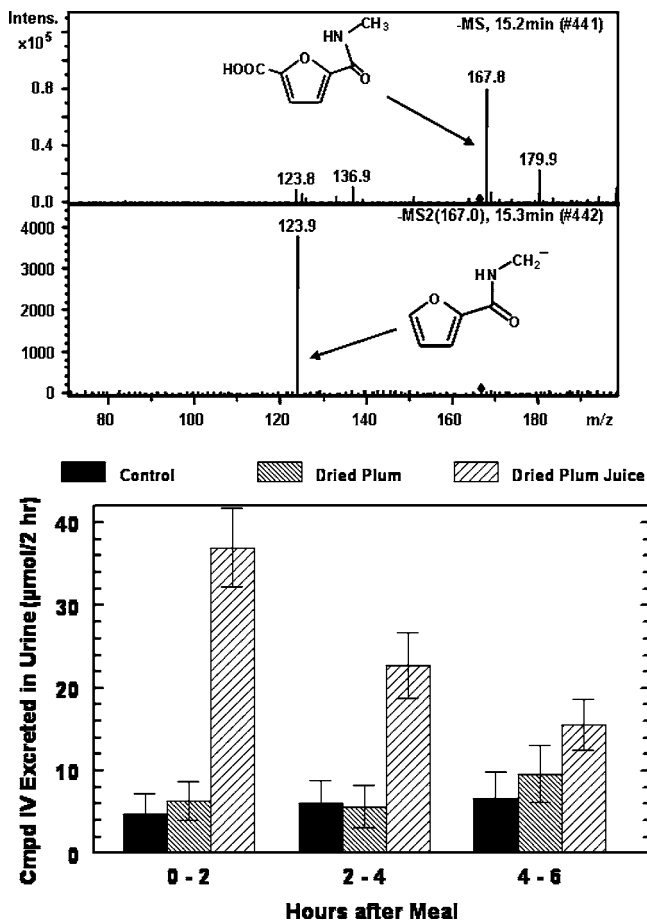 Intens.
x10⁵
-MS, 15.2min (#441)
CH₃
HN
HOOC
O
O
167.8
0.8
0.4
0.0
123.8
136.9
179.9
-MS2(167.0), 15.3min (#442)
123.9
4000
3000
2000
1000
0
CH₂⁻
HN
O
O
80
100
120
140
160
180
m/z
Control
Dried Plum
Dried Plum Juice
Cmpd IV Excreted in Urine (µmol/2 hr)
40
30
20
10
0
0 - 2
2 - 4
4 - 6
Hours after Meal